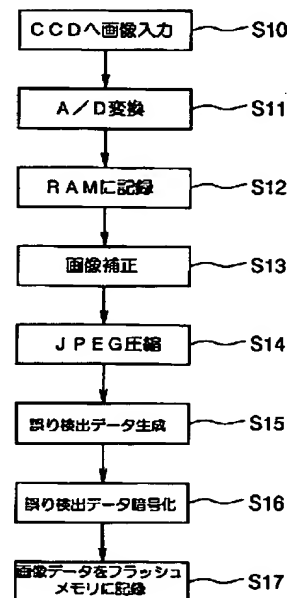 CCDへ画像入力 S10
A/D変換 S11
RAMに記録 S12
画像補正 S13
JPEG圧縮 S14
誤り検出データ生成 S15
誤り検出データ暗号化 S16
画像データをフラッシュ
メモリに記録 S17